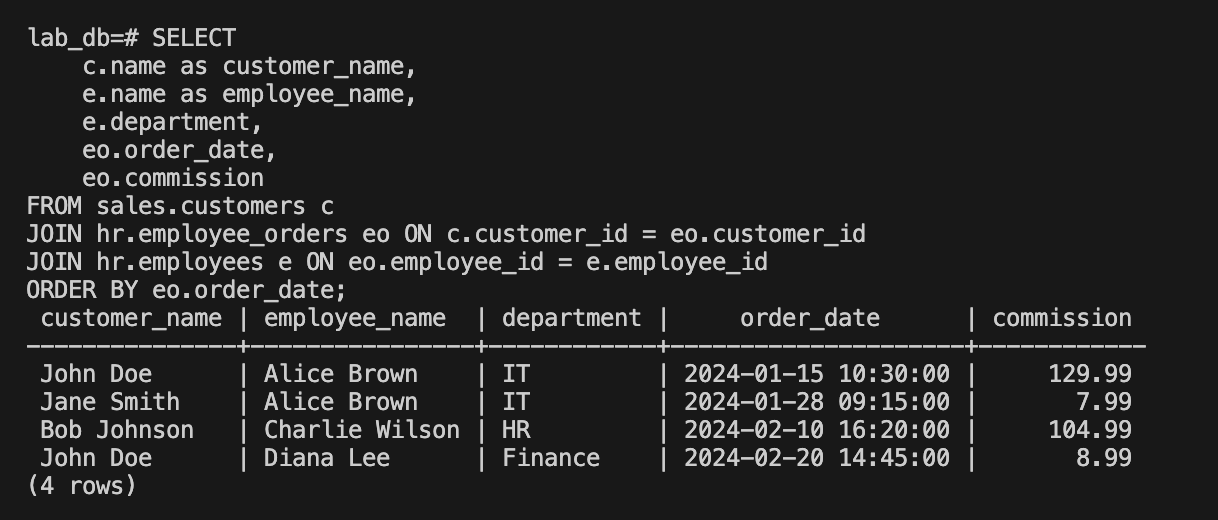 lab_db=# SELECT
    c.name as customer_name,
    e.name as employee_name,
    e.department,
    eo.order_date,
    eo.commission
FROM sales.customers c
JOIN hr.employee_orders eo ON c.customer_id = eo.customer_id
JOIN hr.employees e ON eo.employee_id = e.employee_id
ORDER BY eo.order_date;
 customer_name | employee_name  | department |     order_date      | commission
---------------+----------------+------------+---------------------+------------
 John Doe      | Alice Brown    | IT         | 2024-01-15 10:30:00 |     129.99
 Jane Smith    | Alice Brown    | IT         | 2024-01-28 09:15:00 |       7.99
 Bob Johnson   | Charlie Wilson | HR         | 2024-02-10 16:20:00 |     104.99
 John Doe      | Diana Lee      | Finance    | 2024-02-20 14:45:00 |       8.99
(4 rows)